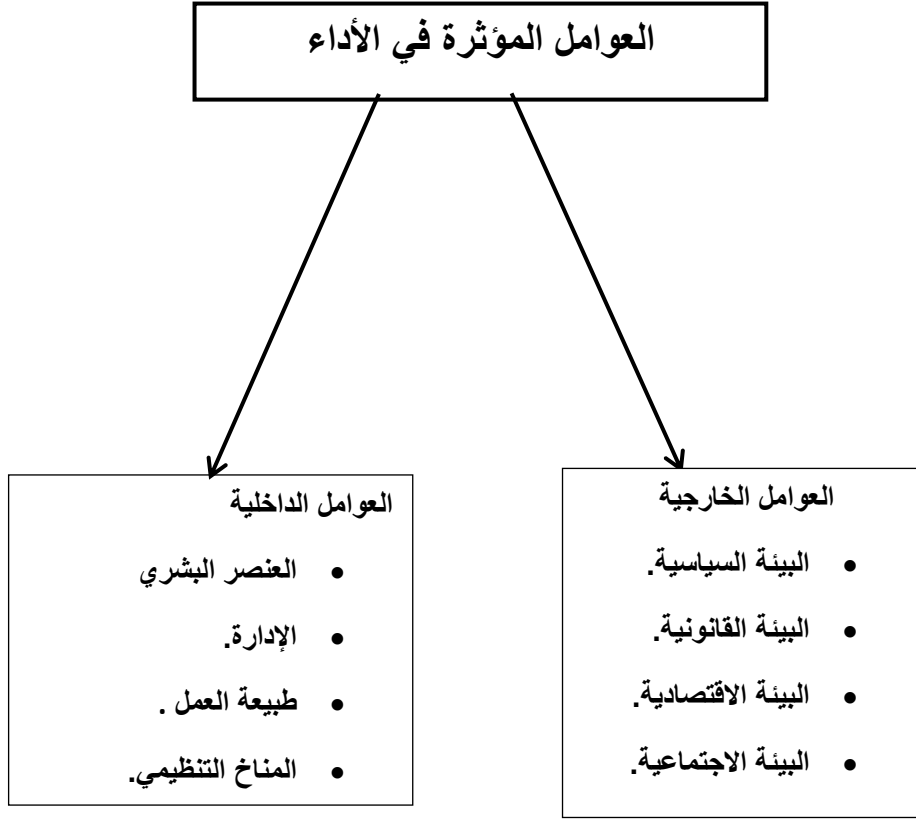 العوامل المؤثرة في الأداء
العوامل الخارجية
• البيئة السياسية.
• البيئة القانونية.
• البيئة الاقتصادية.
• البيئة الاجتماعية.
العوامل الداخلية
• العنصر البشري
• الإدارة.
• طبيعة العمل .
• المناخ التنظيمي.